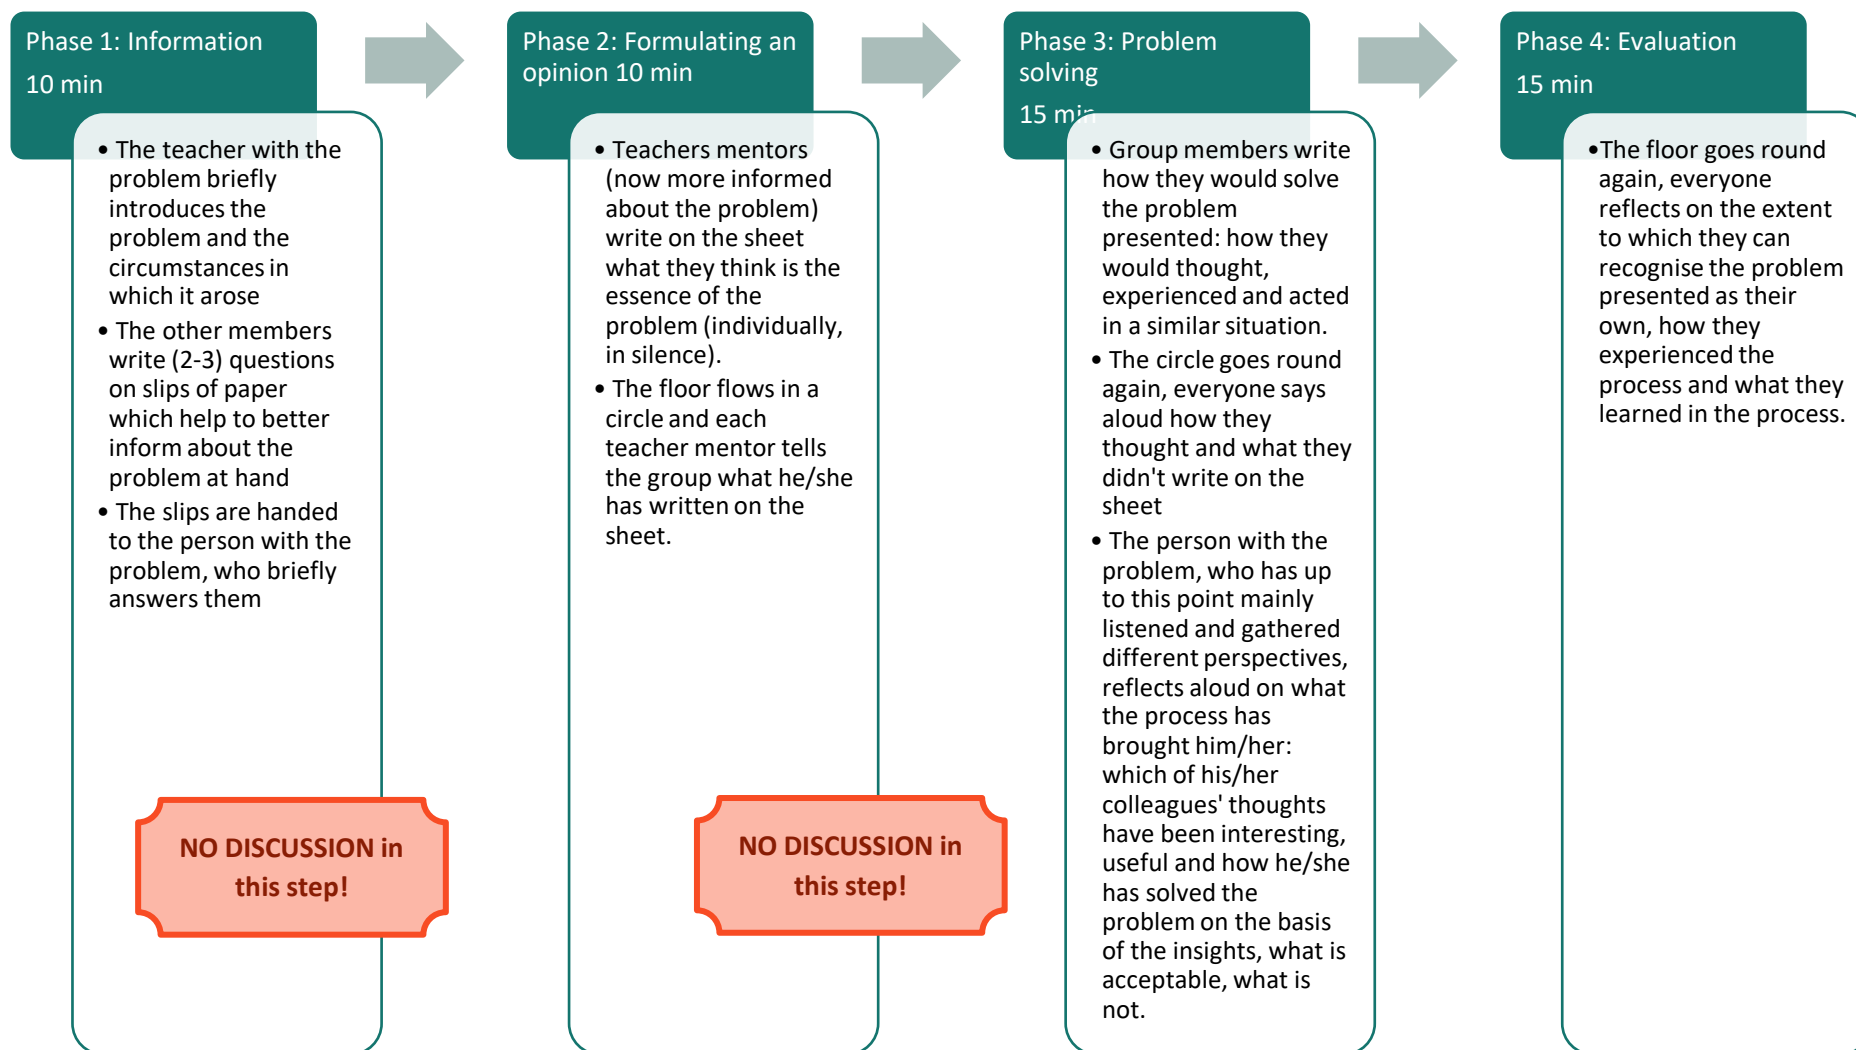 Phase 1: Information
10 min
• The teacher with the
problem briefly
introduces the
problem and the
circumstances in
which it arose
• The other members
write (2-3) questions
on slips of paper
which help to better
inform about the
problem at hand
• The slips are handed
to the person with the
problem, who briefly
answers them
NO DISCUSSION in
this step!
Phase 2: Formulating an
opinion 10 min
• Teachers mentors
(now more informed
about the problem)
write on the sheet
what they think is the
essence of the
problem (individually,
in silence).
• The floor flows in a
circle and each
teacher mentor tells
the group what he/she
has written on the
sheet.
NO DISCUSSION in
this step!
Phase 3: Problem
solving
15 min
• Group members write
how they would solve
the problem
presented: how they
would thought,
experienced and acted
in a similar situation.
• The circle goes round
again, everyone says
aloud how they
thought and what they
didn't write on the
sheet
• The person with the
problem, who has up
to this point mainly
listened and gathered
different perspectives,
reflects aloud on what
the process has
brought him/her:
which of his/her
colleagues' thoughts
have been interesting,
useful and how he/she
has solved the
problem on the basis
of the insights, what is
acceptable, what is
not.
Phase 4: Evaluation
15 min
•The floor goes round
again, everyone
reflects on the extent
to which they can
recognise the problem
presented as their
own, how they
experienced the
process and what they
learned in the process.